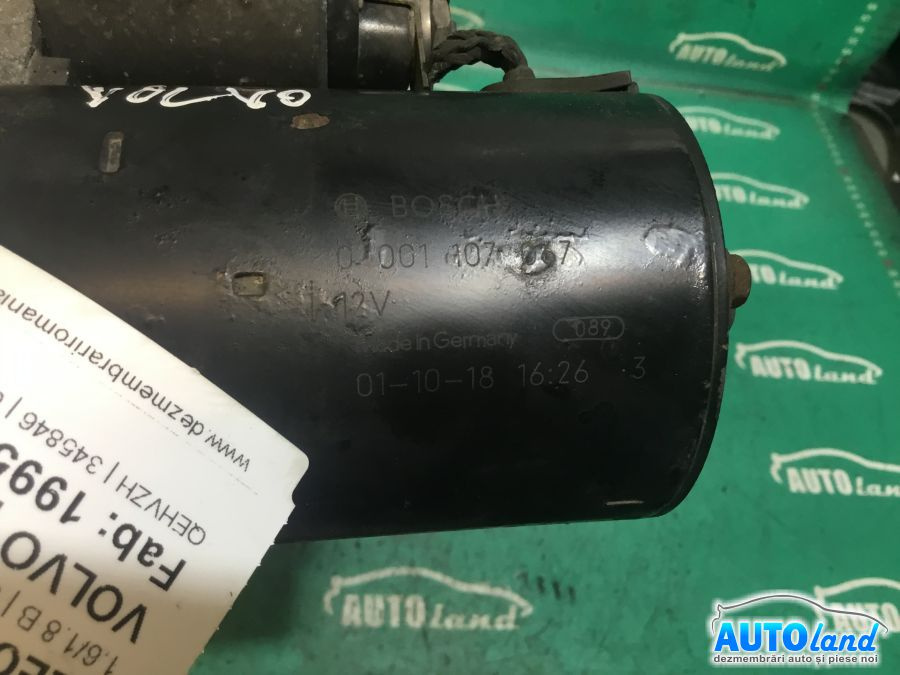 BOSCH
0 001 107 067
12V
Made in Germany 089
01-10-18 16:26 3
www.dezmembrariromania
QEHVZH | 345846 |
Fab: 1995
VOLVO
1.6/1.8 B |
AUTOland
AUTOland
AUTOland
AUTOland
AUTOland
AUTOland
AUTOland
AUTOland
dezmembrări auto și piese noi